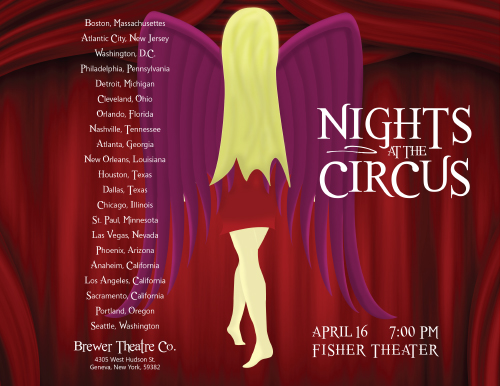 Boston, Massachusettes
Atlantic City, New Jersey
Washington, D.C.
Philadelphia, Pennsylvania
Detroit, Michigan
Cleveland, Ohio
Orlando, Florida
Nashville, Tennessee
Atlanta, Georgia
New Orleans, Louisiana
Houston, Texas
Dallas, Texas
Chicago, Illinois
St. Paul, Minnesota
Las Vegas, Nevada
Phoenix, Arizona
Anaheim, California
Los Angeles, California
Sacramento, California
Portland, Oregon
Seattle, Washington
Brewer Theatre Co.
4305 West Hudson St.
Geneva, New York, 59382
NIGHTS
AT THE
CIRCUS
APRIL 16 7:00 PM
FISHER THEATER